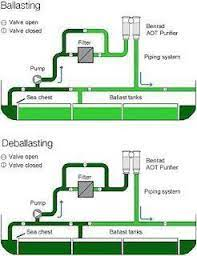 Ballasting
Valve open
Valve closed
Filter
Benrad
AOT Purifier
Pump
Piping system
Sea chest
Ballast tanks
Deballasting
Valve open
Valve closed
Filter
Benrad
AOT Purifier
Pump
Piping system
Sea chest
Ballast tanks